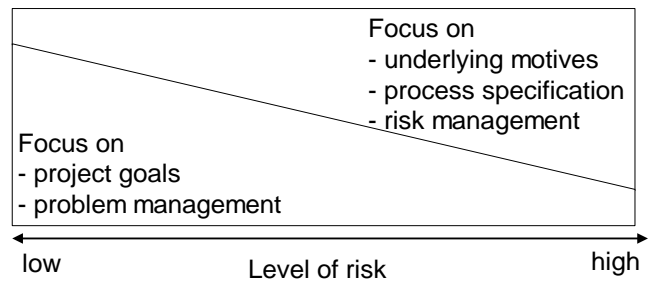 Focus on
- underlying motives
- process specification
- risk management
Focus on
- project goals
- problem management
low
Level of risk
high